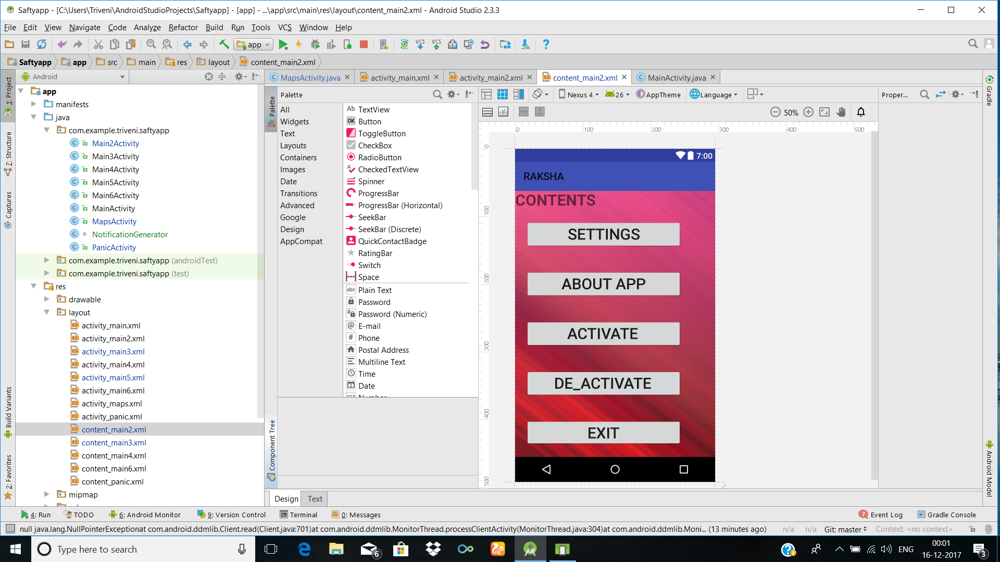 Saftyapp - [C:\Users\Triveni\AndroidStudioProjects\Saftyapp] - [app] - ...\app\src\main\res\layout\content_main2.xml - Android Studio 2.3.3
File Edit View Navigate Code Analyze Refactor Build Run Tools VCS Window Help
app
VCS VCS
Saftyapp app src main res layout content_main2.xml
Android
MapsActivity.java activity_main.xml activity_main2.xml content_main2.xml MainActivity.java
1: Project
7: Structure
Captures
Build Variants
2: Favorites
app
manifests
java
com.example.triveni.saftyapp
Main2Activity
Main3Activity
Main4Activity
Main5Activity
Main6Activity
MainActivity
MapsActivity
NotificationGenerator
PanicActivity
com.example.triveni.saftyapp (androidTest)
com.example.triveni.saftyapp (test)
res
drawable
layout
activity_main.xml
activity_main2.xml
activity_main3.xml
activity_main4.xml
activity_main5.xml
activity_main6.xml
activity_maps.xml
activity_panic.xml
content_main2.xml
content_main3.xml
content_main4.xml
content_main6.xml
content_panic.xml
mipmap
Palette
Component Tree
Palette
All
Widgets
Text
Layouts
Containers
Images
Date
Transitions
Advanced
Google
Design
AppCompat
Ab TextView
OK Button
ToggleButton
CheckBox
RadioButton
CheckedTextView
Spinner
ProgressBar
ProgressBar (Horizontal)
SeekBar
SeekBar (Discrete)
QuickContactBadge
RatingBar
Switch
Space
abc Plain Text
Password
Password (Numeric)
@ E-mail
# Phone
Postal Address
Multiline Text
Time
Date
Nexus 4 26 AppTheme Language
50%
0 100 200 300 400 500
0
100
200
300
400
500
7:00
RAKSHA
CONTENTS
SETTINGS
ABOUT APP
ACTIVATE
DE_ACTIVATE
EXIT
Proper...
Gradle
Android Model
Design Text
4: Run TODO 6: Android Monitor 9: Version Control Terminal 0: Messages 7 Event Log Gradle Console
null java.lang.NullPointerExceptionat com.android.ddmlib.Client.read(Client.java:701)at com.android.ddmlib.MonitorThread.processClientActivity(MonitorThread.java:304)at com.android.ddmlib.Moni... (13 minutes ago) n/a n/a Git: master Context: <no context>
Type here to search 6 ENG 00:01
16-12-2017 3